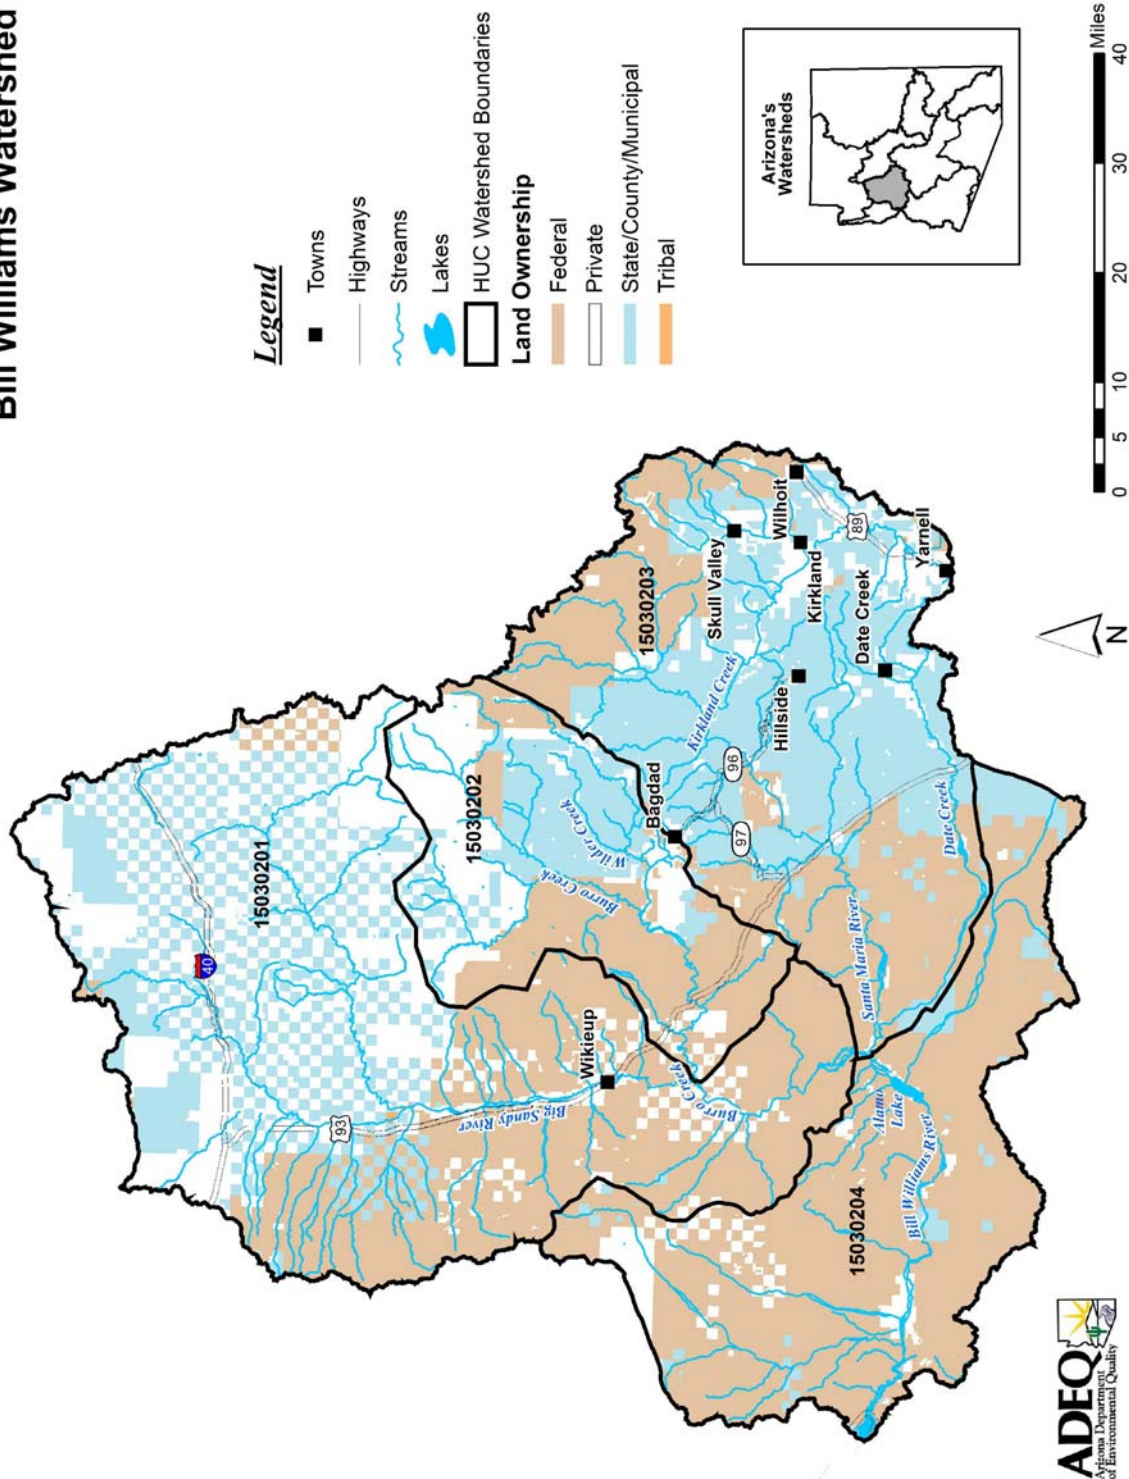 Bill Williams Watershed
Legend
Towns
Highways
Streams
Lakes
HUC Watershed Boundaries
Land Ownership
Federal
Private
State/County/Municipal
Tribal
Arizona's
Watersheds
0 5 10 20 30 40
Miles
N
15030201
40
93
15030202
Wilder Creek
Burro Creek
Big Sandy River
Wikieup
Burro Creek
Bagdad
96
97
15030203
Skull Valley
Wilhoit
Kirkland Creek
Kirkland
89
Hillside
Date Creek
Yarnell
Date Creek
Santa Maria River
Alamo
Lake
Bill Williams River
15030204
ADEQ
Arizona Department
of Environmental Quality